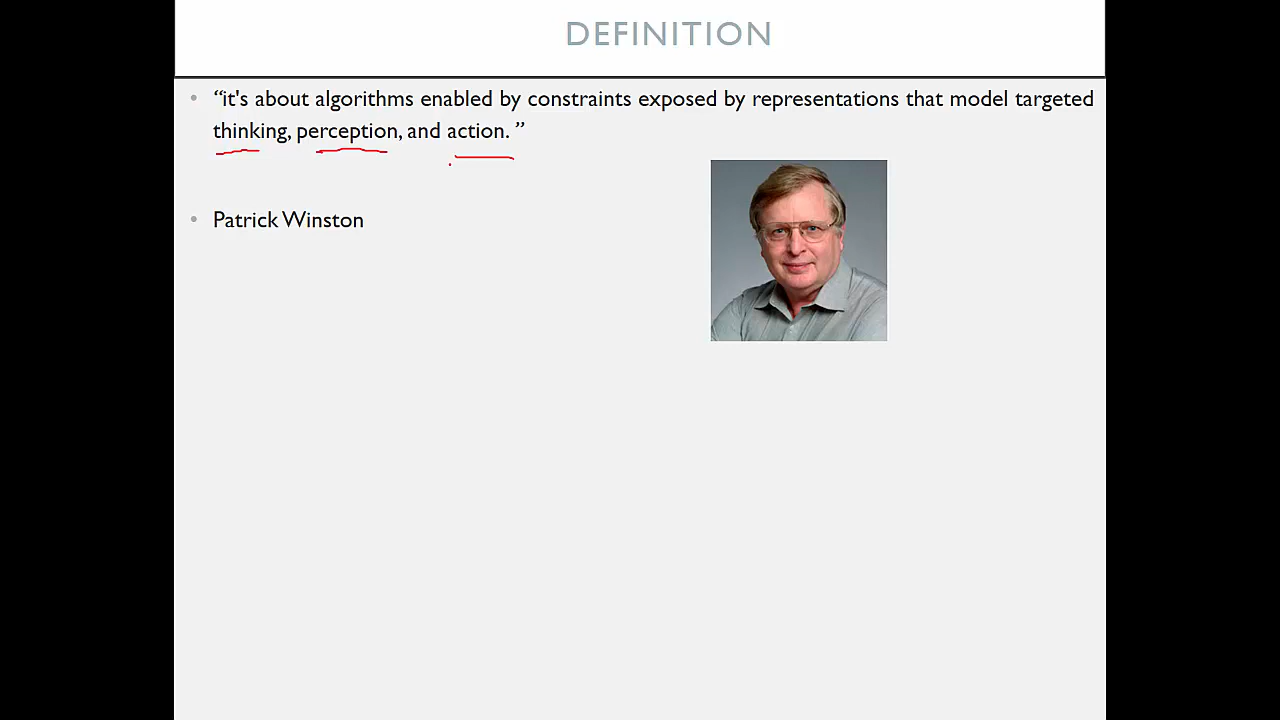 DEFINITION
• “it's about algorithms enabled by constraints exposed by representations that model targeted
thinking, perception, and action. ”
• Patrick Winston